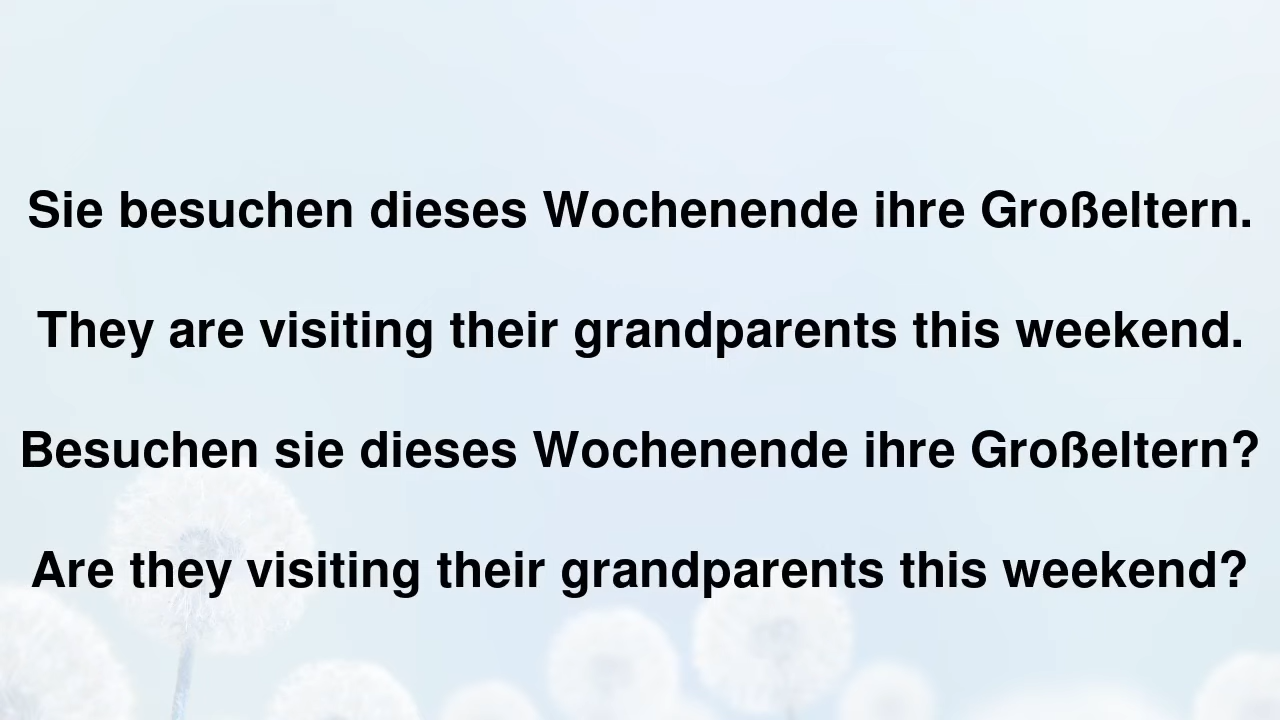 Sie besuchen dieses Wochenende ihre Großeltern.
They are visiting their grandparents this weekend.
Besuchen sie dieses Wochenende ihre Großeltern?
Are they visiting their grandparents this weekend?